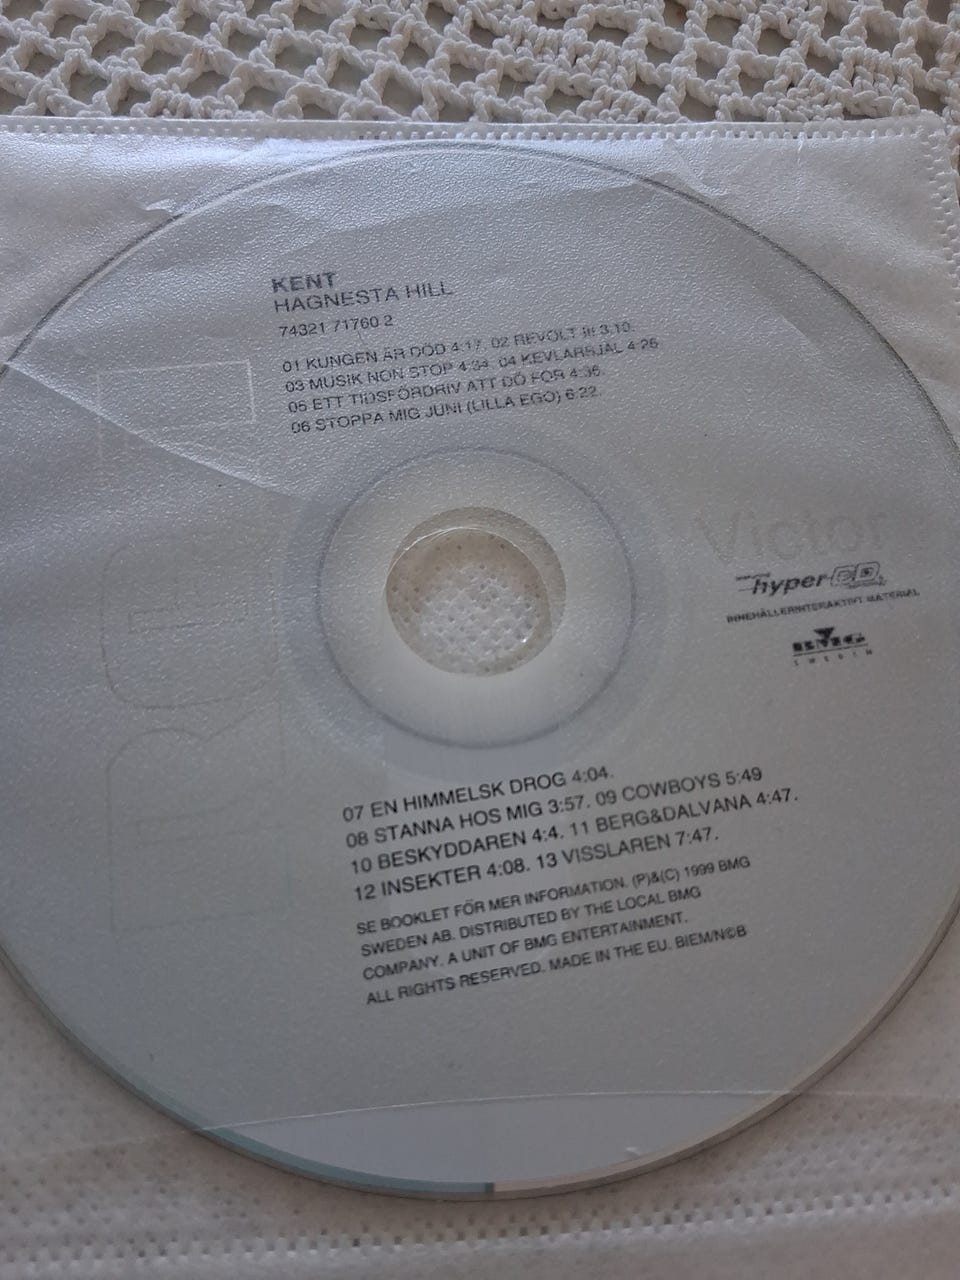 KENT
HAGNESTA HILL
74321 71760 2
01 KUNGEN ÄR DÖD 4:17. 02 REVOLT III 3:10.
03 MUSIK NON STOP 4:34. 04 KEVLARSJÄL 4:25
05 ETT TIDSFÖRDRIV ATT DÖ FÖR 4:35.
06 STOPPA MIG JUNI (LILLA EGO) 6:22.
RCA
Victor
hyperCD
INNEHÅLLER INTERAKTIVT MATERIAL
BMG
SWEDEN
07 EN HIMMELSK DROG 4:04.
08 STANNA HOS MIG 3:57. 09 COWBOYS 5:49
10 BESKYDDAREN 4:4. 11 BERG&DALVANA 4:47.
12 INSEKTER 4:08. 13 VISSLAREN 7:47.
SE BOOKLET FÖR MER INFORMATION. (P)&(C) 1999 BMG
SWEDEN AB. DISTRIBUTED BY THE LOCAL BMG
COMPANY. A UNIT OF BMG ENTERTAINMENT.
ALL RIGHTS RESERVED. MADE IN THE EU. BIEM/N©B